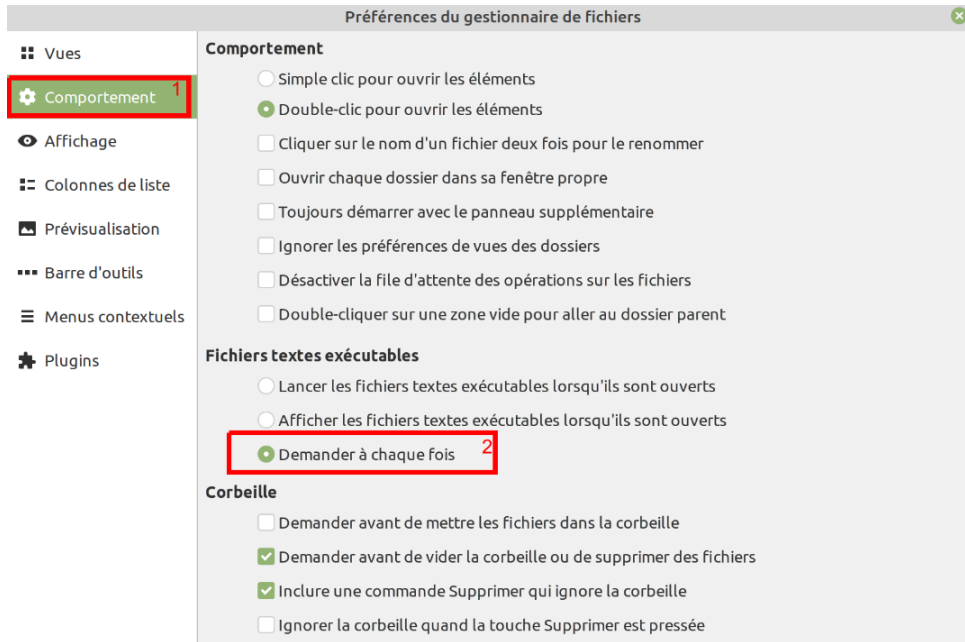 Préférences du gestionnaire de fichiers
Vues
Comportement 1
Affichage
Colonnes de liste
Prévisualisation
Barre d'outils
Menus contextuels
Plugins
Comportement
Simple clic pour ouvrir les éléments
Double-clic pour ouvrir les éléments
Cliquer sur le nom d'un fichier deux fois pour le renommer
Ouvrir chaque dossier dans sa fenêtre propre
Toujours démarrer avec le panneau supplémentaire
Ignorer les préférences de vues des dossiers
Désactiver la file d'attente des opérations sur les fichiers
Double-cliquer sur une zone vide pour aller au dossier parent
Fichiers textes exécutables
Lancer les fichiers textes exécutables lorsqu'ils sont ouverts
Afficher les fichiers textes exécutables lorsqu'ils sont ouverts
Demander à chaque fois 2
Corbeille
Demander avant de mettre les fichiers dans la corbeille
Demander avant de vider la corbeille ou de supprimer des fichiers
Inclure une commande Supprimer qui ignore la corbeille
Ignorer la corbeille quand la touche Supprimer est pressée